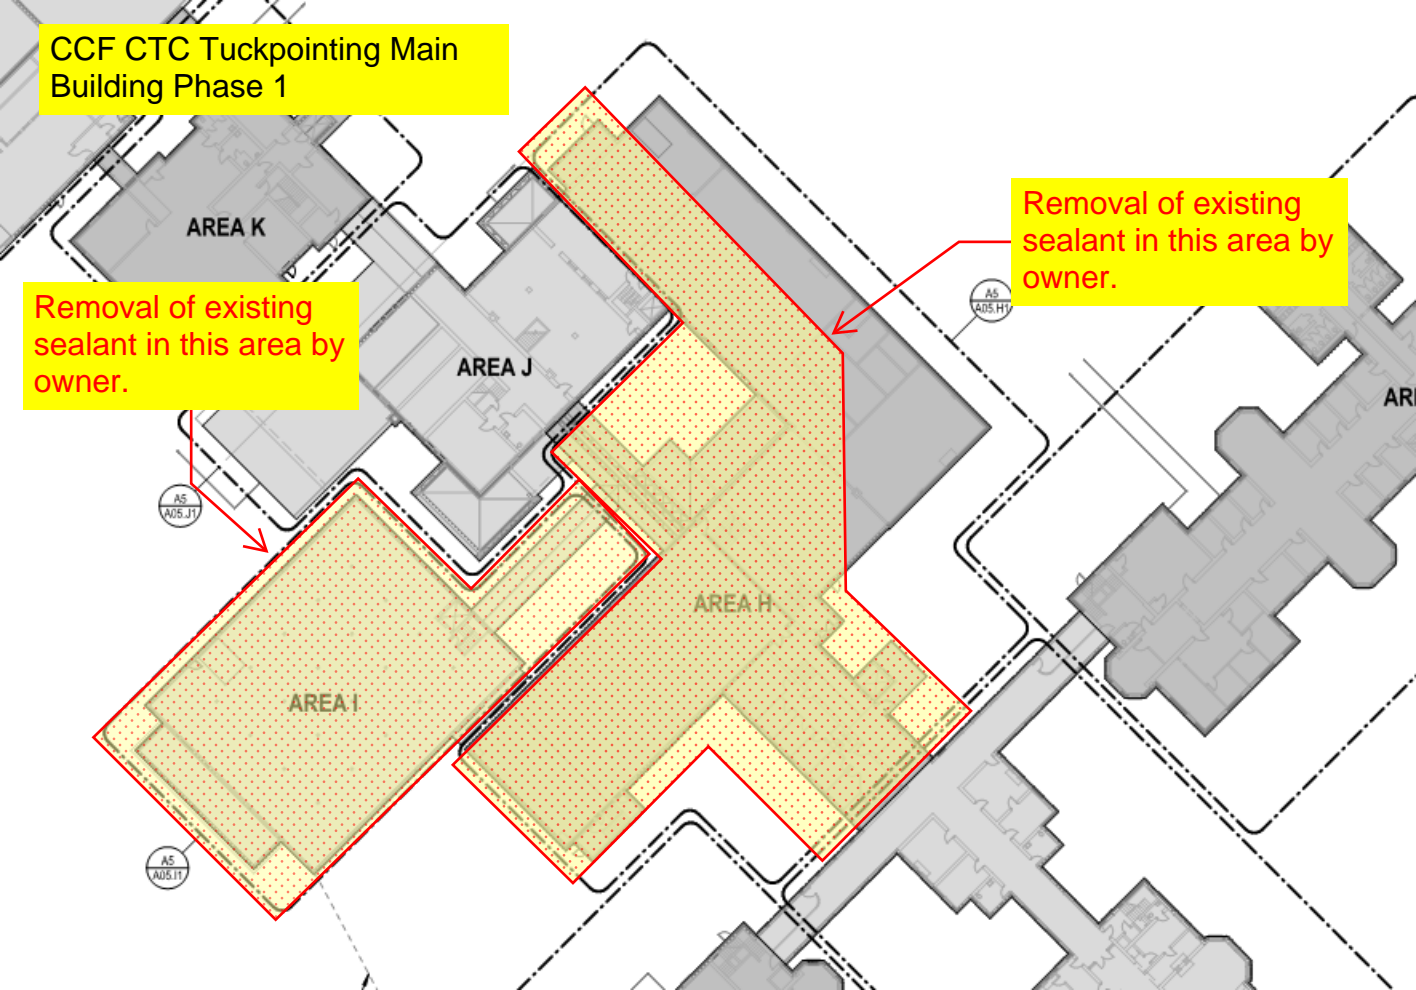 CCF CTC Tuckpointing Main
Building Phase 1
AREA K
Removal of existing
sealant in this area by
owner.
Removal of existing
sealant in this area by
owner.
A5
A05.H1
AREA J
A5
A05.J1
AREA H
AREA I
A5
A05.I1